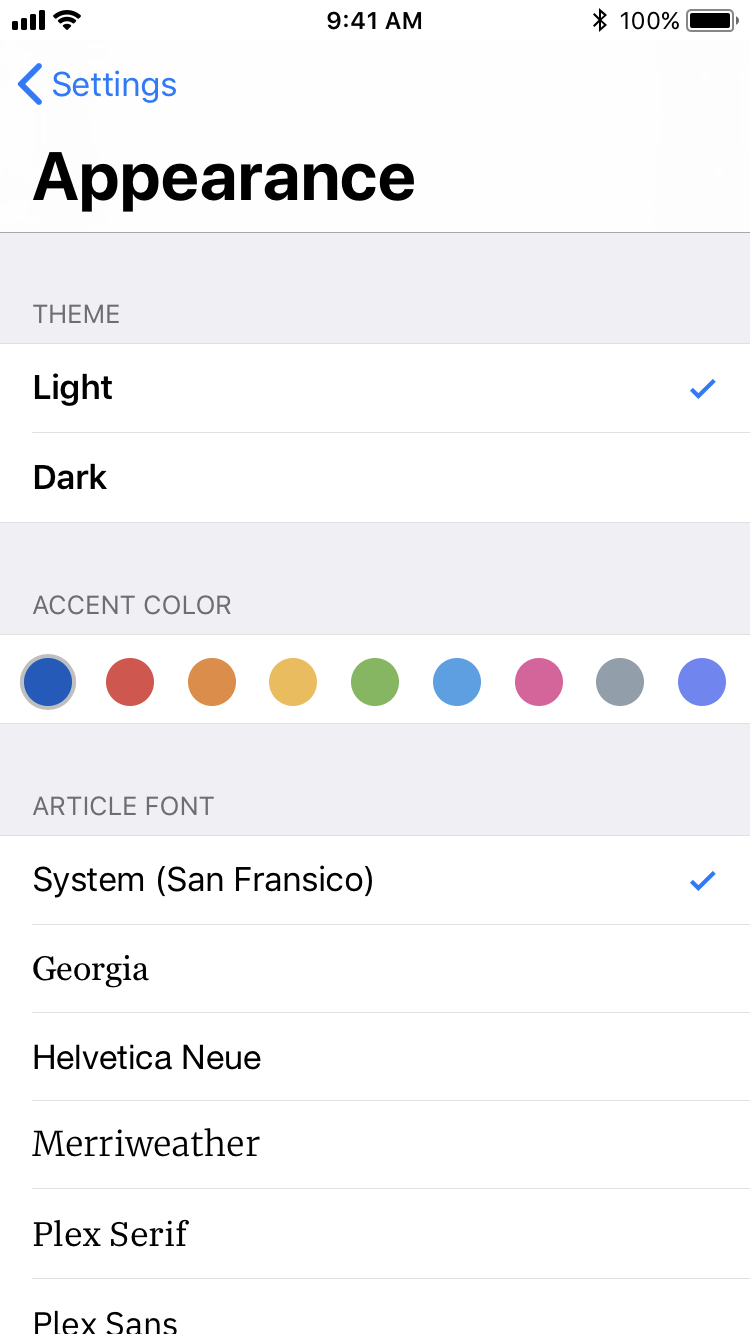 9:41 AM 100%
Settings
Appearance
THEME
Light
Dark
ACCENT COLOR
ARTICLE FONT
System (San Fransico)
Georgia
Helvetica Neue
Merriweather
Plex Serif
Plex Sans